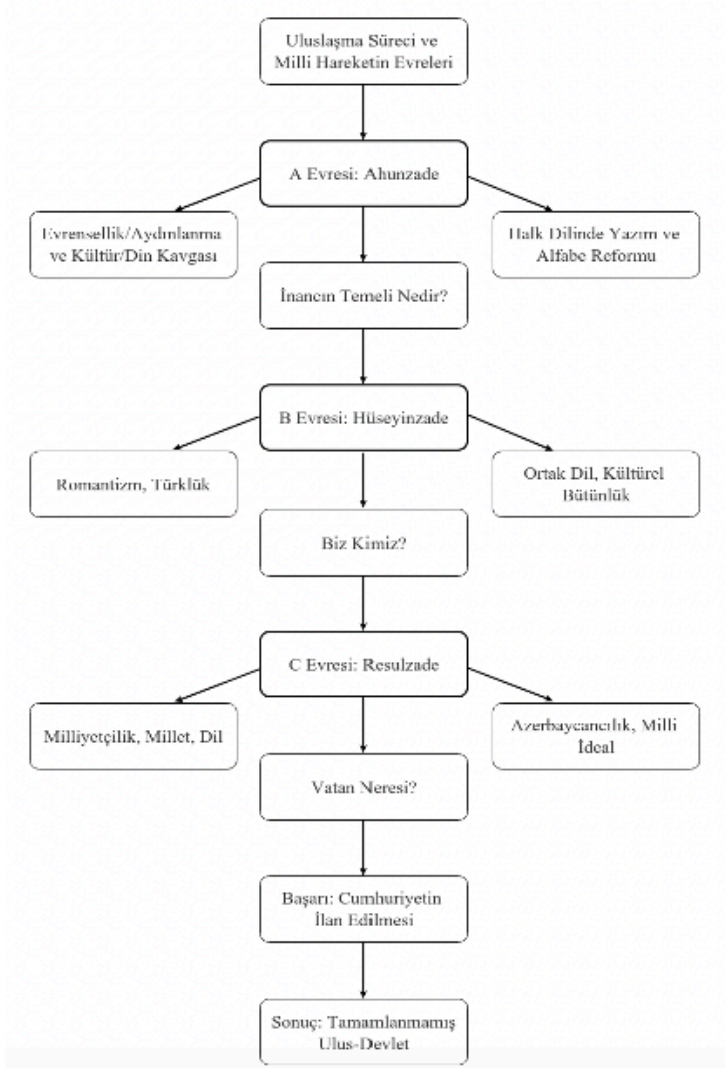 Uluslaşma Süreci ve
Milli Hareketin Evreleri
A Evresi: Ahunzade
Evrensellik/Aydınlanma
ve Kültür/Din Kavgası
Halk Dilinde Yazım ve
Alfabe Reformu
İnancın Temeli Nedir?
B Evresi: Hüseyinzade
Romantizm, Türklük
Ortak Dil, Kültürel
Bütünlük
Biz Kimiz?
C Evresi: Resulzade
Milliyetçilik, Millet, Dil
Azerbaycancılık, Milli
İdeal
Vatan Neresi?
Başarı: Cumhuriyetin
İlan Edilmesi
Sonuç: Tamamlanmamış
Ulus-Devlet